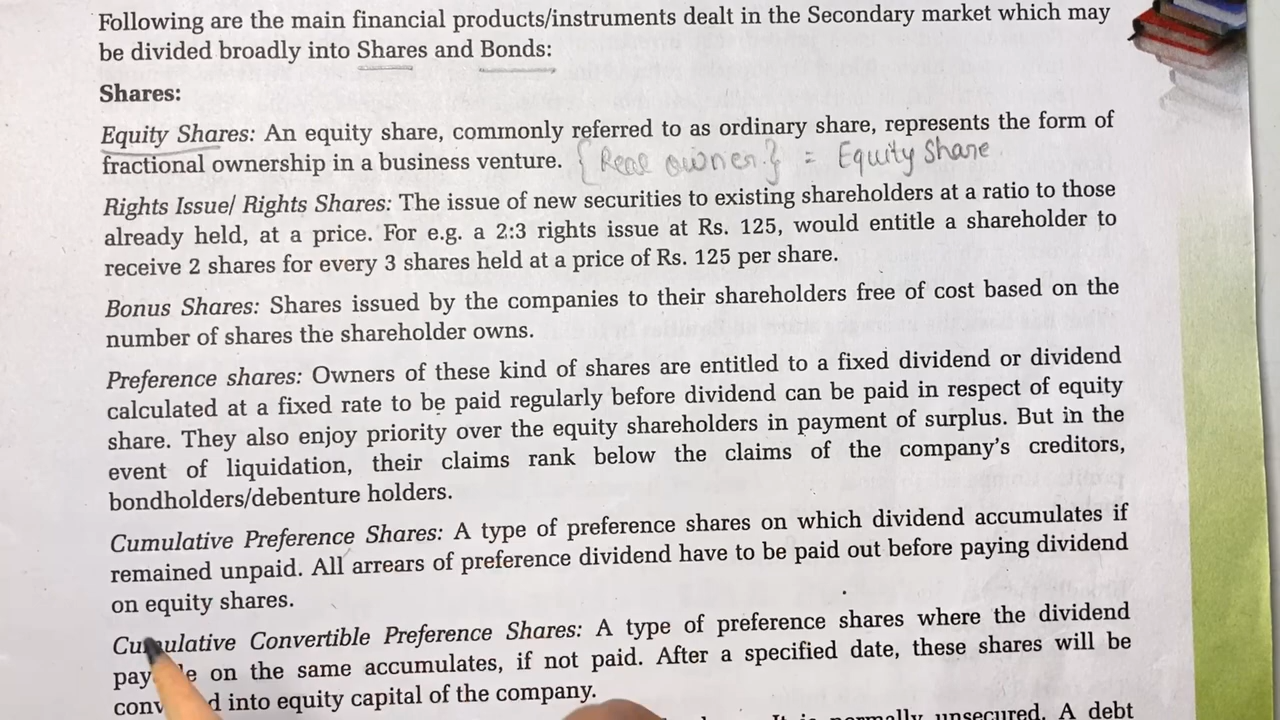 Following are the main financial products/instruments dealt in the Secondary market which may
be divided broadly into Shares and Bonds:
Shares:
Equity Shares: An equity share, commonly referred to as ordinary share, represents the form of
fractional ownership in a business venture. {Real owner} = Equity Share
Rights Issue/ Rights Shares: The issue of new securities to existing shareholders at a ratio to those
already held, at a price. For e.g. a 2:3 rights issue at Rs. 125, would entitle a shareholder to
receive 2 shares for every 3 shares held at a price of Rs. 125 per share.
Bonus Shares: Shares issued by the companies to their shareholders free of cost based on the
number of shares the shareholder owns.
Preference shares: Owners of these kind of shares are entitled to a fixed dividend or dividend
calculated at a fixed rate to be paid regularly before dividend can be paid in respect of equity
share. They also enjoy priority over the equity shareholders in payment of surplus. But in the
event of liquidation, their claims rank below the claims of the company's creditors,
bondholders/debenture holders.
Cumulative Preference Shares: A type of preference shares on which dividend accumulates if
remained unpaid. All arrears of preference dividend have to be paid out before paying dividend
on equity shares.
Cumulative Convertible Preference Shares: A type of preference shares where the dividend
on the same accumulates, if not paid. After a specified date, these shares will be
into equity capital of the company.
It is normally unsecured. A debt